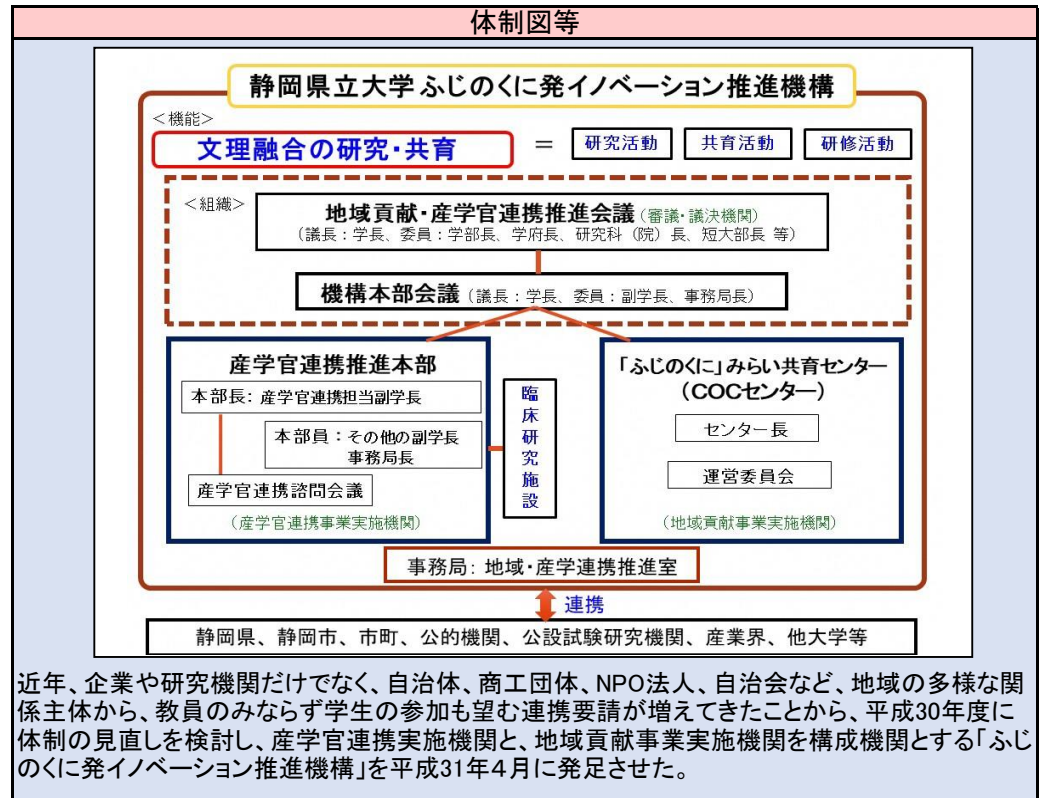 体制図等
静岡県立大学 ふじのくに発イノベーション推進機構
<機能>
文理融合の研究・共育 = 研究活動 共育活動 研修活動
<組織>
地域貢献・産学官連携推進会議(審議・議決機関)
(議長:学長、委員:学部長、学府長、研究科(院)長、短大部長 等)
機構本部会議(議長:学長、委員:副学長、事務局長)
産学官連携推進本部
本部長:産学官連携担当副学長
本部員:その他の副学長
事務局長
産学官連携諮問会議
(産学官連携事業実施機関)
臨床研究施設
「ふじのくに」みらい共育センター
(COCセンター)
センター長
運営委員会
(地域貢献事業実施機関)
事務局:地域・産学連携推進室
連携
静岡県、静岡市、市町、公的機関、公設試験研究機関、産業界、他大学等
近年、企業や研究機関だけでなく、自治体、商工団体、NPO法人、自治会など、地域の多様な関
係主体から、教員のみならず学生の参加も望む連携要請が増えてきたことから、平成30年度に
体制の見直しを検討し、産学官連携実施機関と、地域貢献事業実施機関を構成機関とする「ふじ
のくに発イノベーション推進機構」を平成31年4月に発足させた。